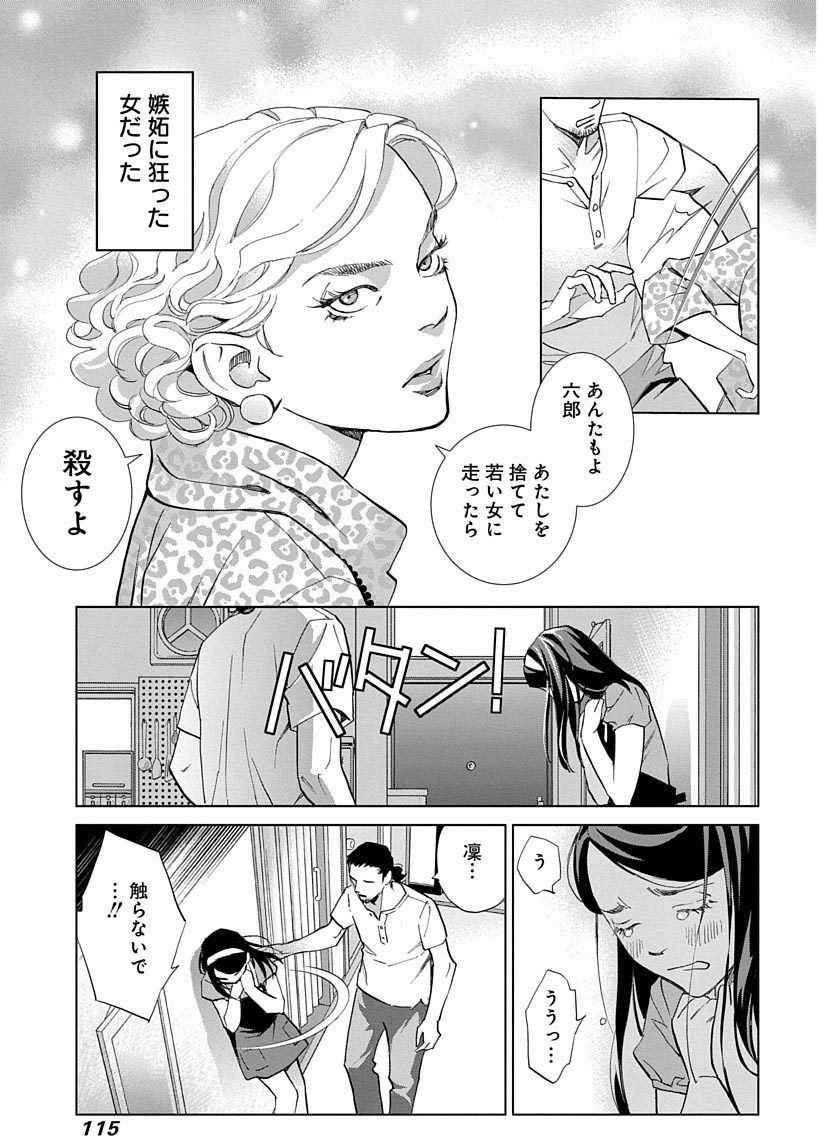 あんたもよ
六郎
あたしを
捨てて
若い女に
走ったら
嫉妬に狂った
女だった
殺すよ
バタン!
う
ううっ…
凜…
触らないで
…!!
115